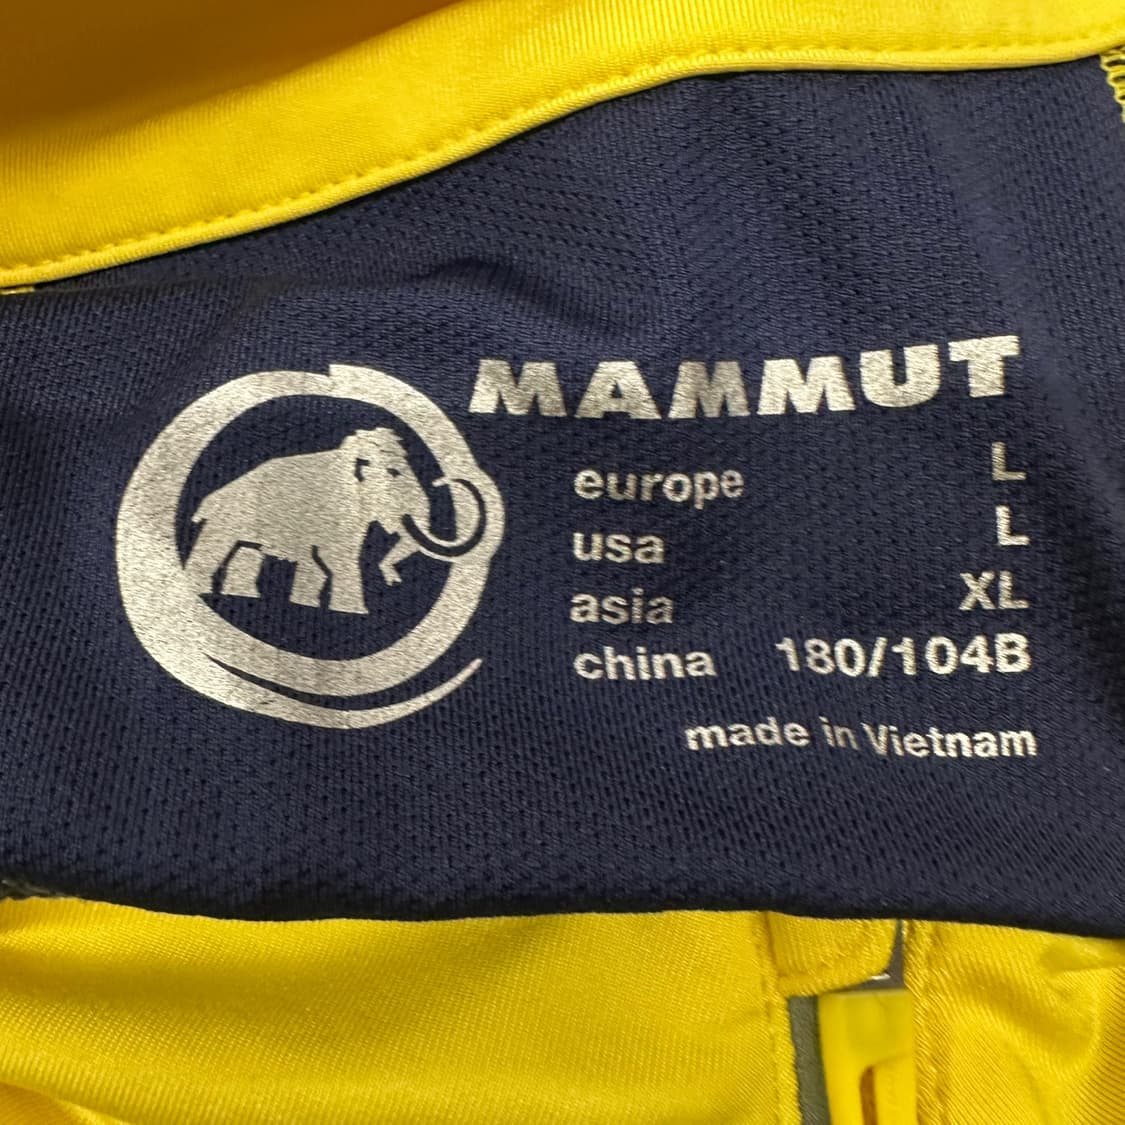 MAMMUT
europe L
usa L
asia XL
china 180/104B
made in Vietnam